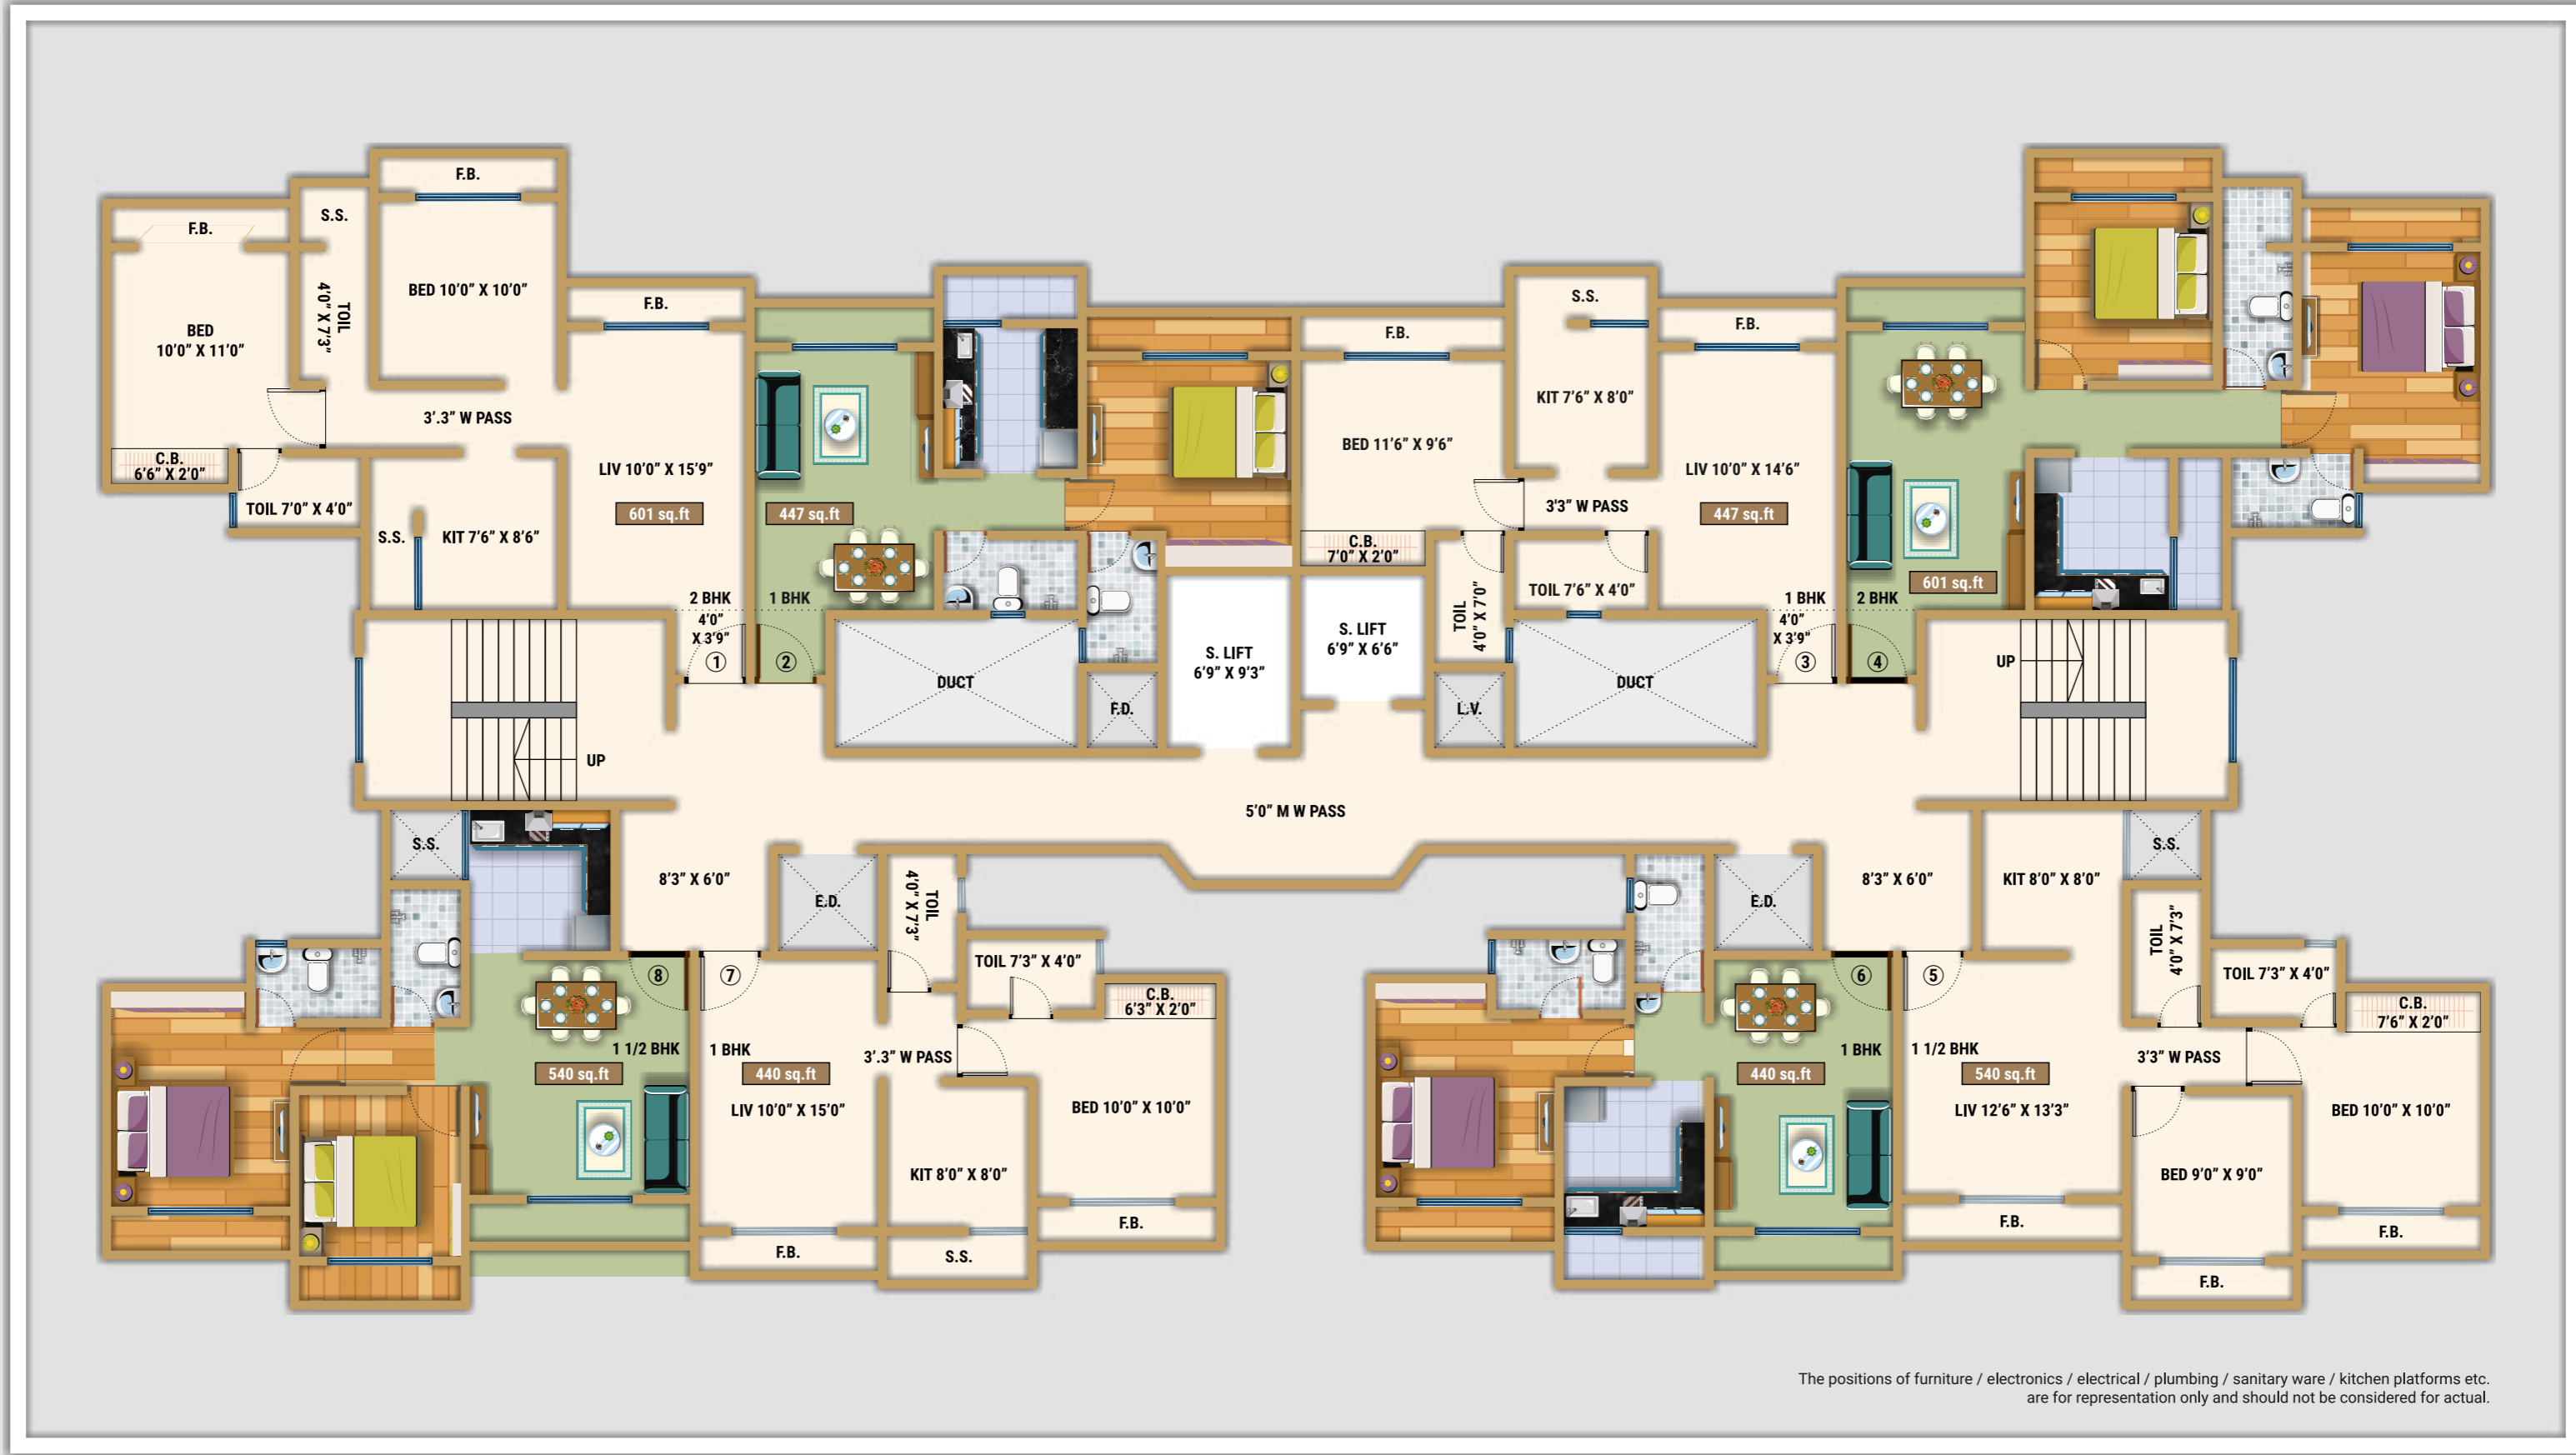 F.B.
S.S.
F.B.
TOIL
4'0" X 7'3"
BED 10'0" X 10'0"
BED
10'0" X 11'0"
3'.3" W PASS
C.B.
6'6" X 2'0"
TOIL 7'0" X 4'0"
S.S.
KIT 7'6" X 8'6"
F.B.
LIV 10'0" X 15'9"
601 sq.ft
447 sq.ft
2 BHK
4'0"
X 3'9"
1
1 BHK
2
UP
DUCT
F.D.
S. LIFT
6'9" X 9'3"
S. LIFT
6'9" X 6'6"
F.B.
BED 11'6" X 9'6"
C.B.
7'0" X 2'0"
TOIL
4'0" X 7'0"
L.V.
S.S.
KIT 7'6" X 8'0"
3'3" W PASS
TOIL 7'6" X 4'0"
DUCT
F.B.
LIV 10'0" X 14'6"
447 sq.ft
1 BHK
4'0"
X 3'9"
3
601 sq.ft
2 BHK
4
UP
5'0" M W PASS
S.S.
8'3" X 6'0"
E.D.
TOIL
4'0" X 7'3"
TOIL 7'3" X 4'0"
C.B.
6'3" X 2'0"
8
7
1 1/2 BHK
540 sq.ft
1 BHK
440 sq.ft
LIV 10'0" X 15'0"
3'.3" W PASS
BED 10'0" X 10'0"
KIT 8'0" X 8'0"
F.B.
F.B.
S.S.
E.D.
8'3" X 6'0"
KIT 8'0" X 8'0"
S.S.
TOIL
4'0" X 7'3"
TOIL 7'3" X 4'0"
C.B.
7'6" X 2'0"
6
5
1 BHK
440 sq.ft
1 1/2 BHK
540 sq.ft
LIV 12'6" X 13'3"
3'3" W PASS
BED 10'0" X 10'0"
BED 9'0" X 9'0"
F.B.
F.B.
F.B.
The positions of furniture / electronics / electrical / plumbing / sanitary ware / kitchen platforms etc.
are for representation only and should not be considered for actual.